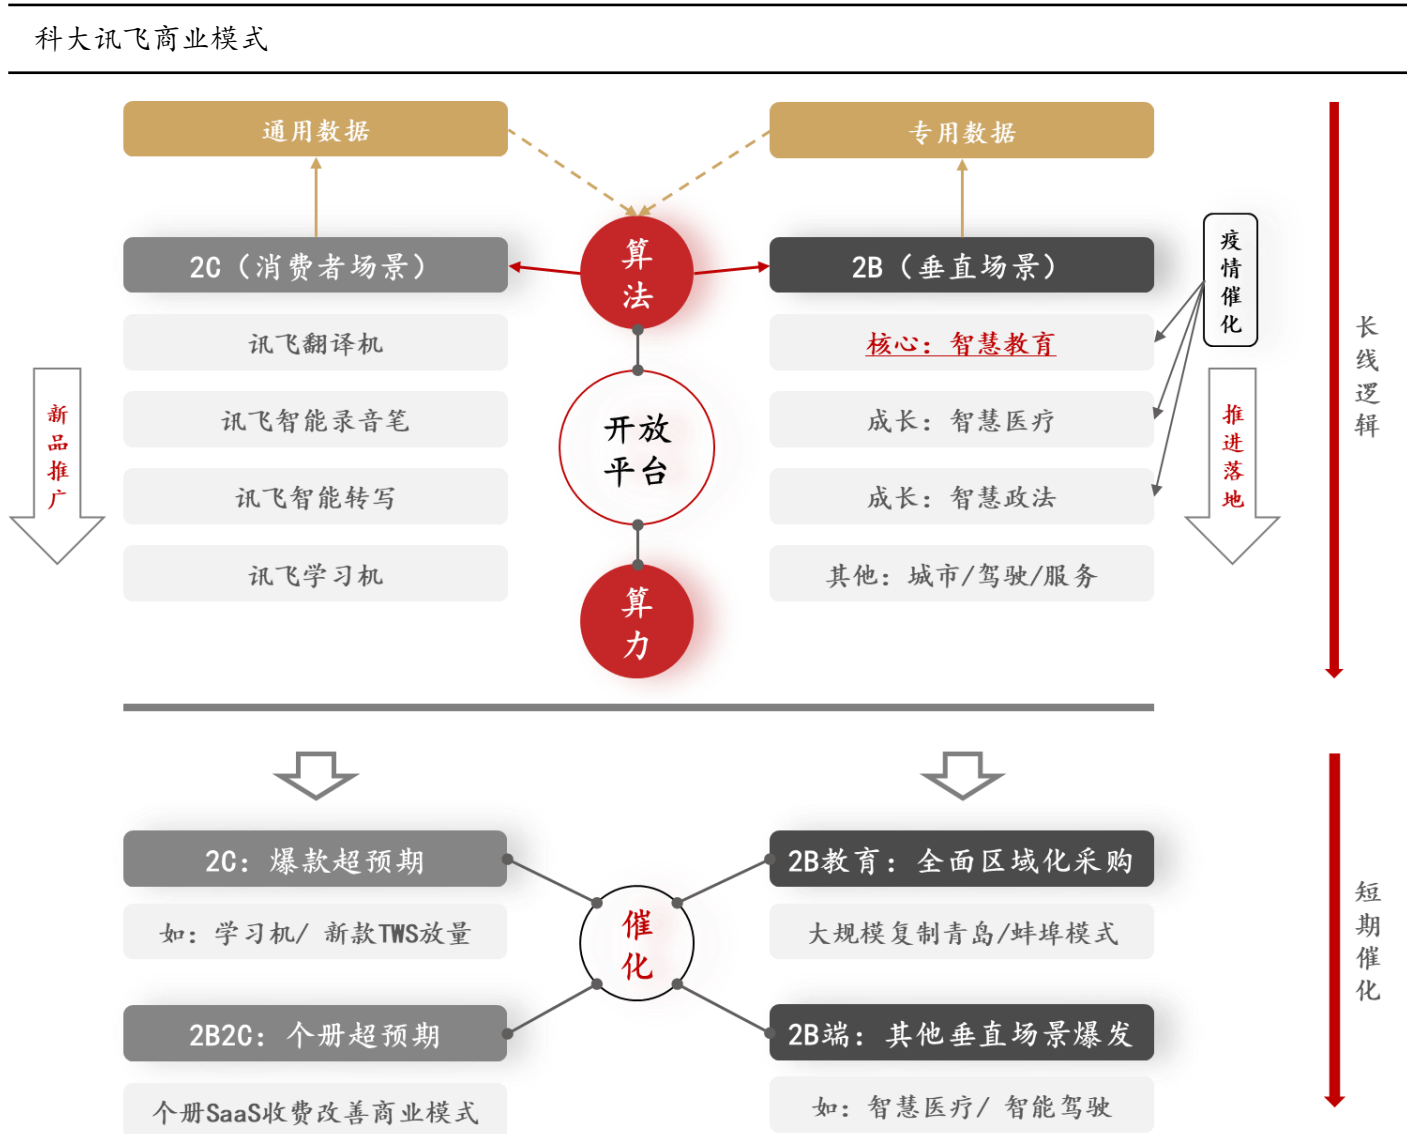 科大讯飞商业模式
通用数据
专用数据
算
法
2C（消费者场景）
2B（垂直场景）
疫
情
催
化
讯飞翻译机
讯飞智能录音笔
讯飞智能转写
讯飞学习机
开放
平台
算
力
核心：智慧教育
成长：智慧医疗
成长：智慧政法
其他：城市/驾驶/服务
新
品
推
广
推
进
落
地
长
线
逻
辑
2C：爆款超预期
如：学习机/ 新款TWS放量
2B2C：个册超预期
个册SaaS收费改善商业模式
催
化
2B教育：全面区域化采购
大规模复制青岛/蚌埠模式
2B端：其他垂直场景爆发
如：智慧医疗/ 智能驾驶
短
期
催
化